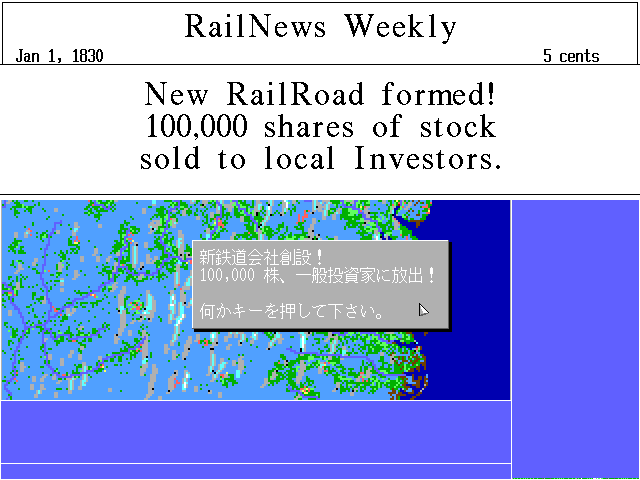 RailNews Weekly
Jan 1, 1830 5 cents
New RailRoad formed!
100,000 shares of stock
sold to local Investors.
新鉄道会社創設！
100,000 株、一般投資家に放出！
何かキーを押して下さい。